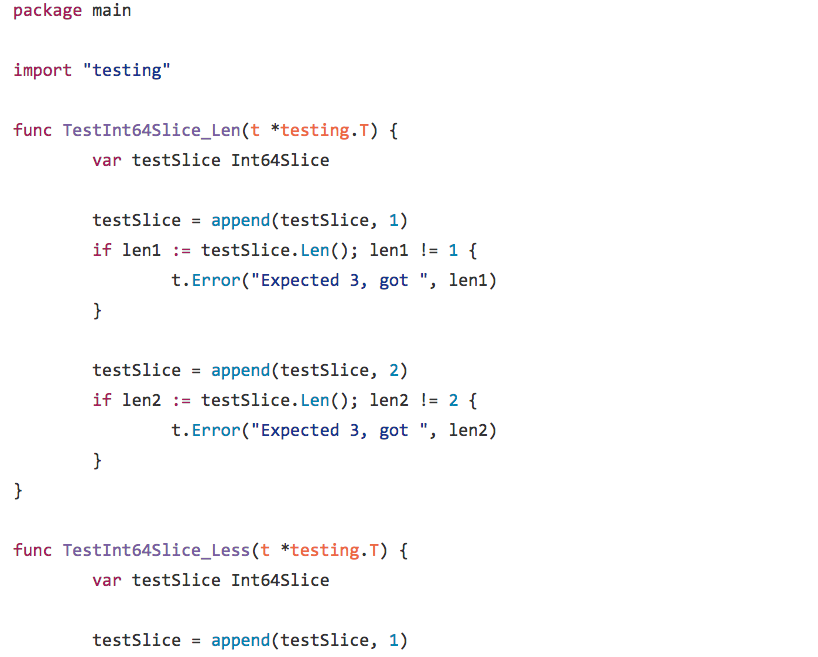 package main

import "testing"

func TestInt64Slice_Len(t *testing.T) {
        var testSlice Int64Slice

        testSlice = append(testSlice, 1)
        if len1 := testSlice.Len(); len1 != 1 {
                t.Error("Expected 3, got ", len1)
        }

        testSlice = append(testSlice, 2)
        if len2 := testSlice.Len(); len2 != 2 {
                t.Error("Expected 3, got ", len2)
        }
}

func TestInt64Slice_Less(t *testing.T) {
        var testSlice Int64Slice

        testSlice = append(testSlice, 1)